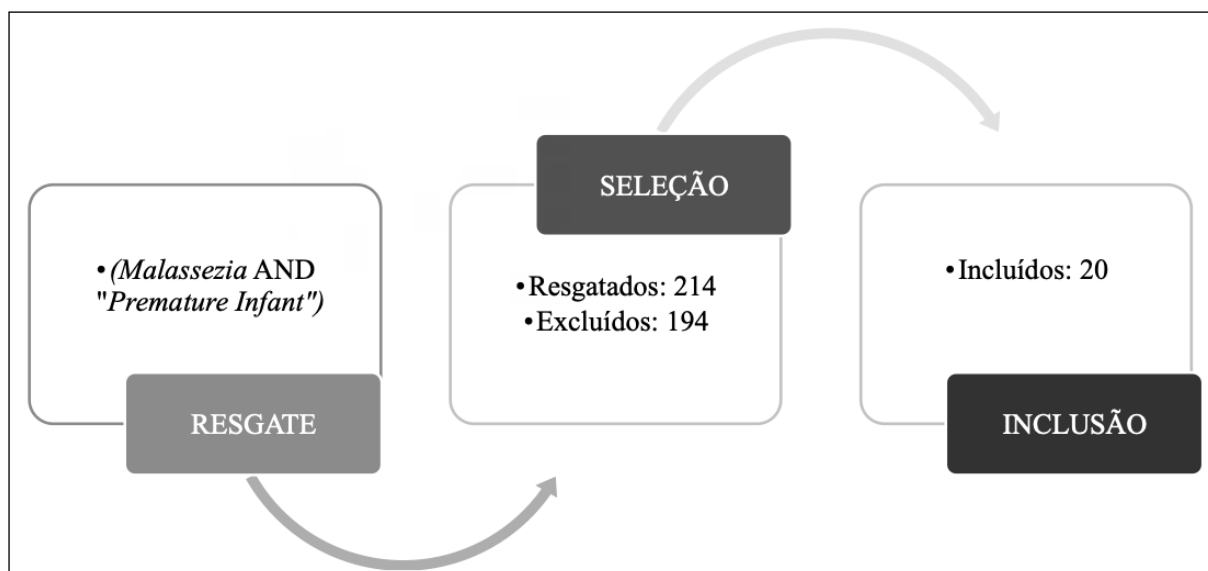 • (Malassezia AND
"Premature Infant")
RESGATE
SELEÇÃO
• Resgatados: 214
• Excluídos: 194
• Incluídos: 20
INCLUSÃO